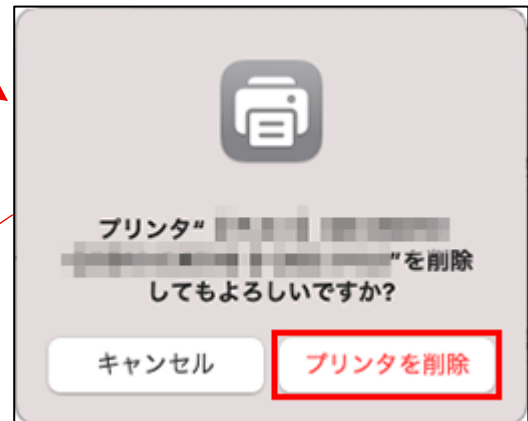 プリンタ“
”を削除
してもよろしいですか?
キャンセル
プリンタを削除